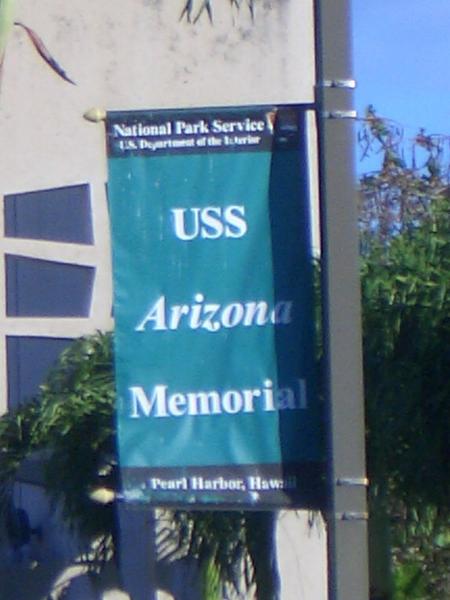 National Park Service
U.S. Department of the Interior
USS
Arizona
Memorial
Pearl Harbor, Hawaii